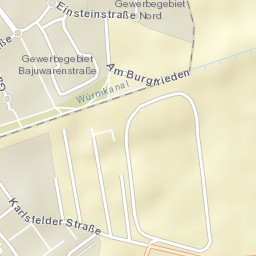 Einsteinstraße
Nord
Gewerbegebiet
Gewerbegebiet
Bajuwarenstraße
Am Burgfrieden
Würmkanal
Karlsfelder Straße